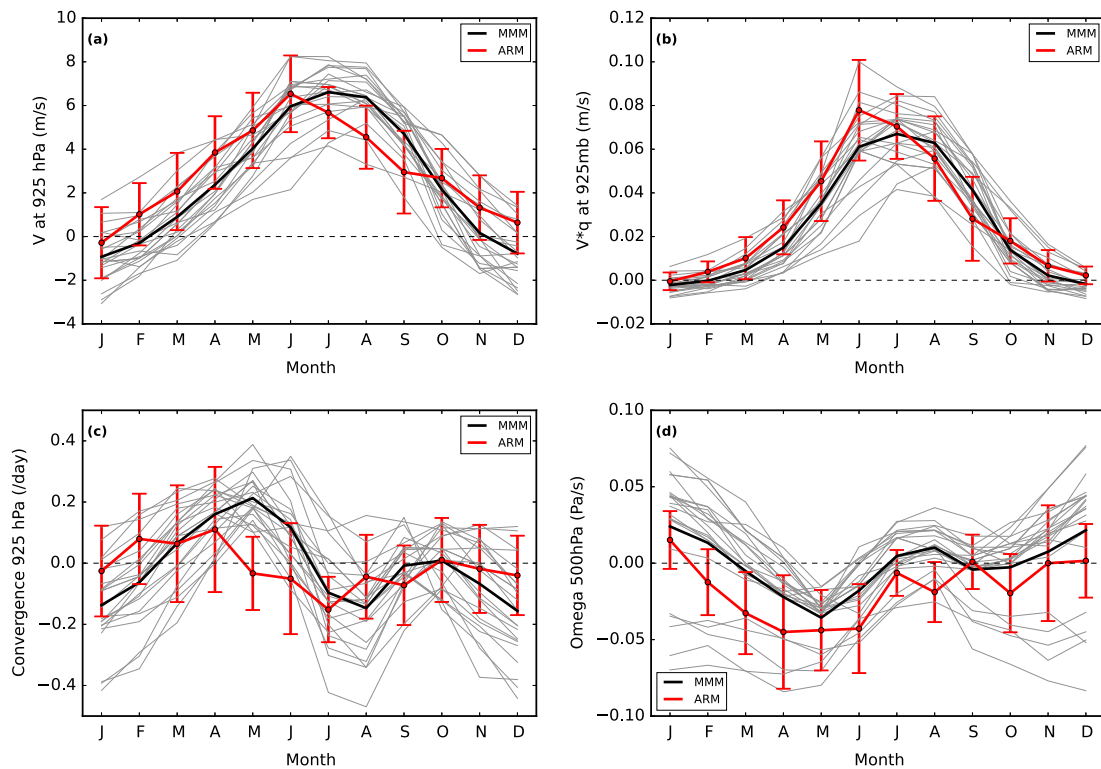 (a)
MMM
ARM
V at 925 hPa (m/s)
10
8
6
4
2
0
−2
−4
J F M A M J J A S O N D
Month
(b)
MMM
ARM
V*q at 925mb (m/s)
0.12
0.10
0.08
0.06
0.04
0.02
0.00
−0.02
J F M A M J J A S O N D
Month
(c)
MMM
ARM
Convergence 925 hPa (/day)
0.4
0.2
0.0
−0.2
−0.4
J F M A M J J A S O N D
Month
(d)
MMM
ARM
Omega 500hPa (Pa/s)
0.10
0.05
0.00
−0.05
−0.10
J F M A M J J A S O N D
Month